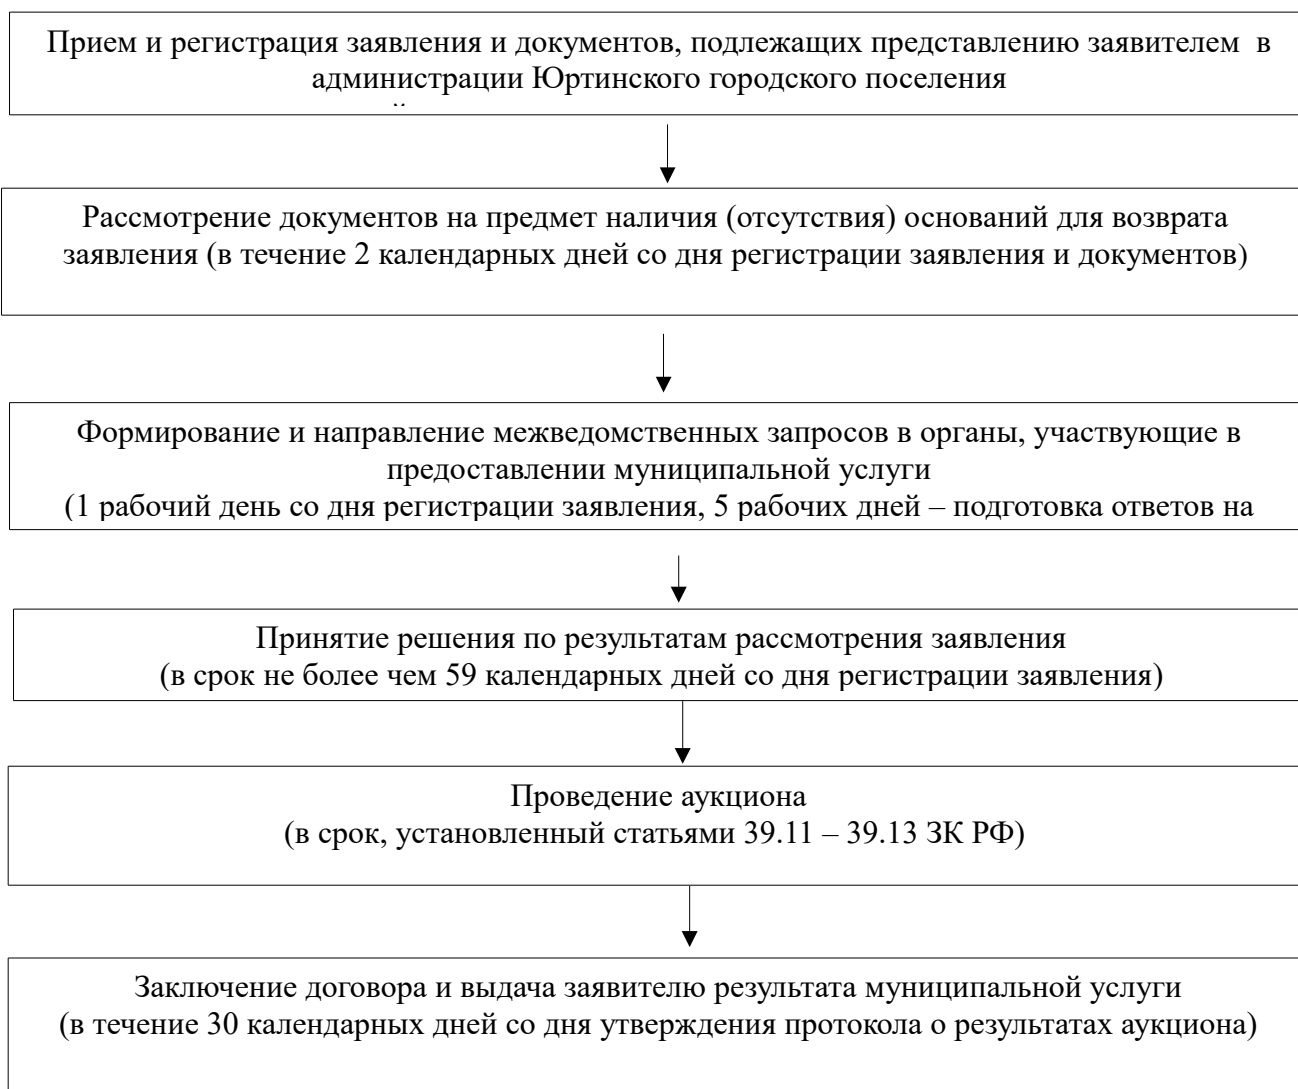 Прием и регистрация заявления и документов, подлежащих представлению заявителем в
администрации Юртинского городского поселения
Рассмотрение документов на предмет наличия (отсутствия) оснований для возврата
заявления (в течение 2 календарных дней со дня регистрации заявления и документов)
Формирование и направление межведомственных запросов в органы, участвующие в
предоставлении муниципальной услуги
(1 рабочий день со дня регистрации заявления, 5 рабочих дней – подготовка ответов на
Принятие решения по результатам рассмотрения заявления
(в срок не более чем 59 календарных дней со дня регистрации заявления)
Проведение аукциона
(в срок, установленный статьями 39.11 – 39.13 ЗК РФ)
Заключение договора и выдача заявителю результата муниципальной услуги
(в течение 30 календарных дней со дня утверждения протокола о результатах аукциона)